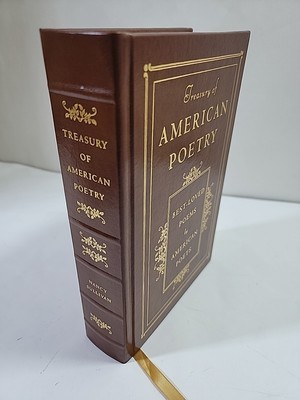 TREASURY
OF
AMERICAN
POETRY
NANCY
SULLIVAN
Treasury of
AMERICAN
POETRY
BEST-LOVED
POEMS
by
AMERICAN
POETS